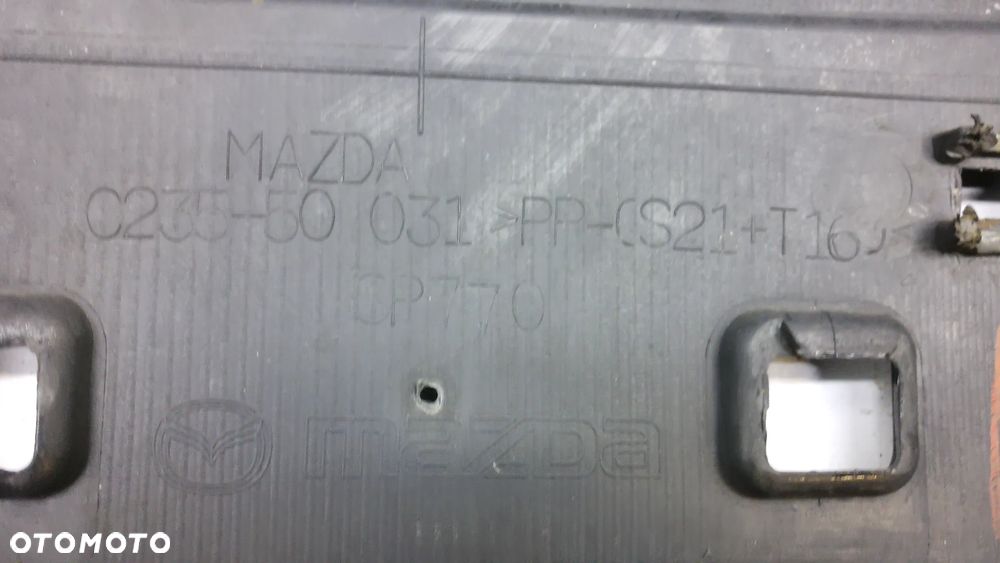 MAZDA
C235-50 031 >PP-(S21+T16)<
CP770
mazda
OTOMOTO